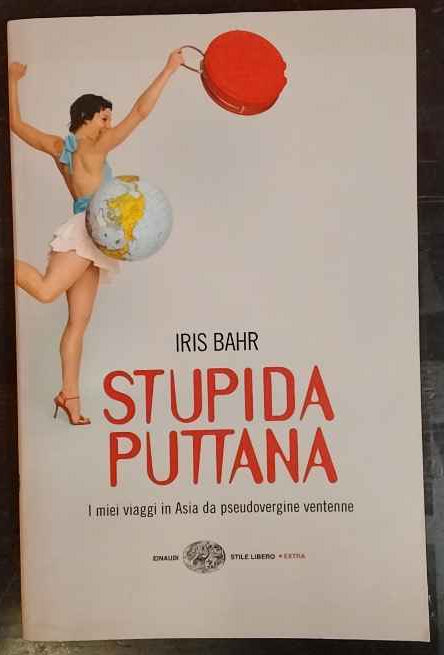 IRIS BAHR
STUPIDA
PUTTANA
I miei viaggi in Asia da pseudovergine ventenne
EINAUDI STILE LIBERO EXTRA